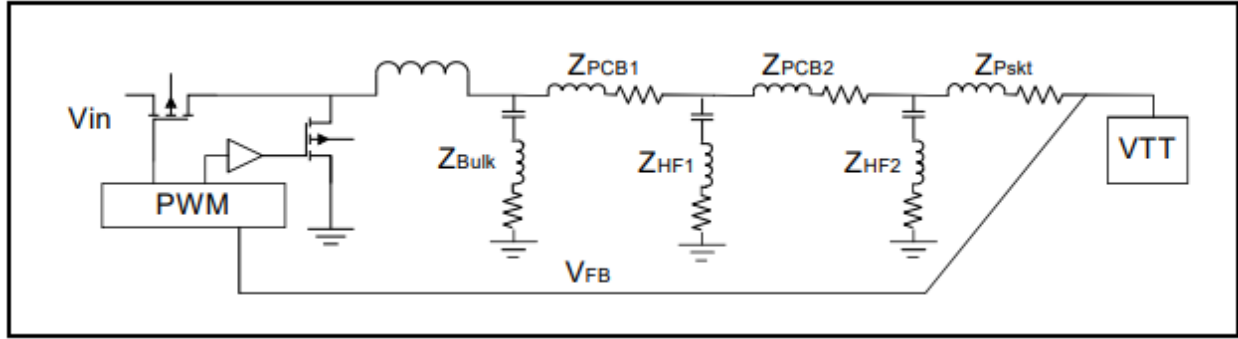 ZPCB1
ZPCB2
ZPskt
Vin
ZBulk
ZHF1
ZHF2
VTT
PWM
VFB